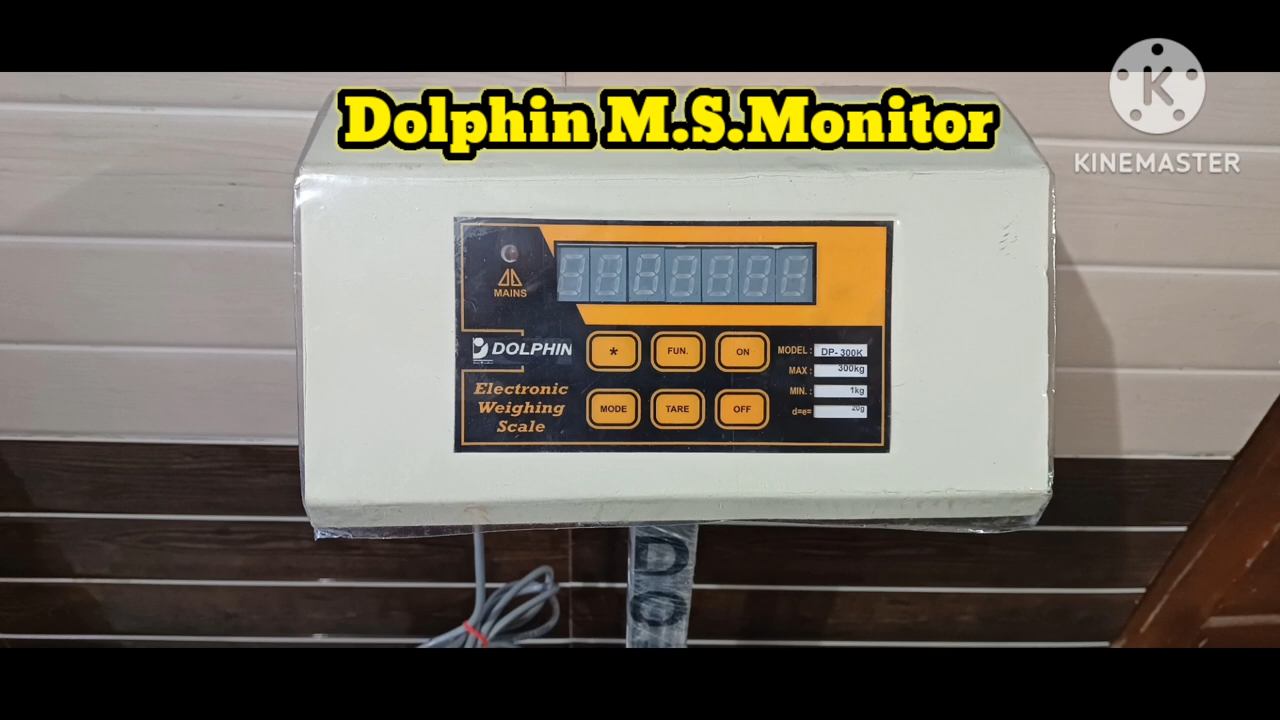 Dolphin M.S.Monitor
KINEMASTER
MAINS
DOLPHIN
Electronic
Weighing
Scale
*
FUN.
ON
MODE
TARE
OFF
MODEL : DP-300K
MAX : 300kg
MIN. : 1kg
d=e= 20g
DO